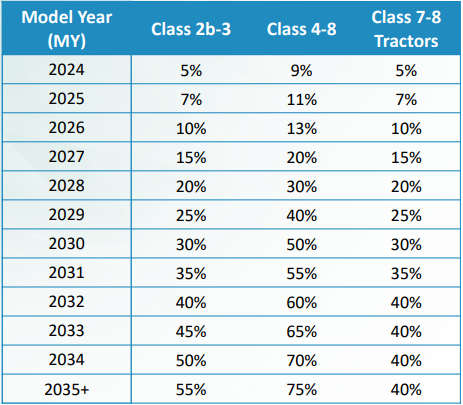 Model Year (MY) Class 2b-3 Class 4-8 Class 7-8 Tractors
2024 5% 9% 5%
2025 7% 11% 7%
2026 10% 13% 10%
2027 15% 20% 15%
2028 20% 30% 20%
2029 25% 40% 25%
2030 30% 50% 30%
2031 35% 55% 35%
2032 40% 60% 40%
2033 45% 65% 40%
2034 50% 70% 40%
2035+ 55% 75% 40%